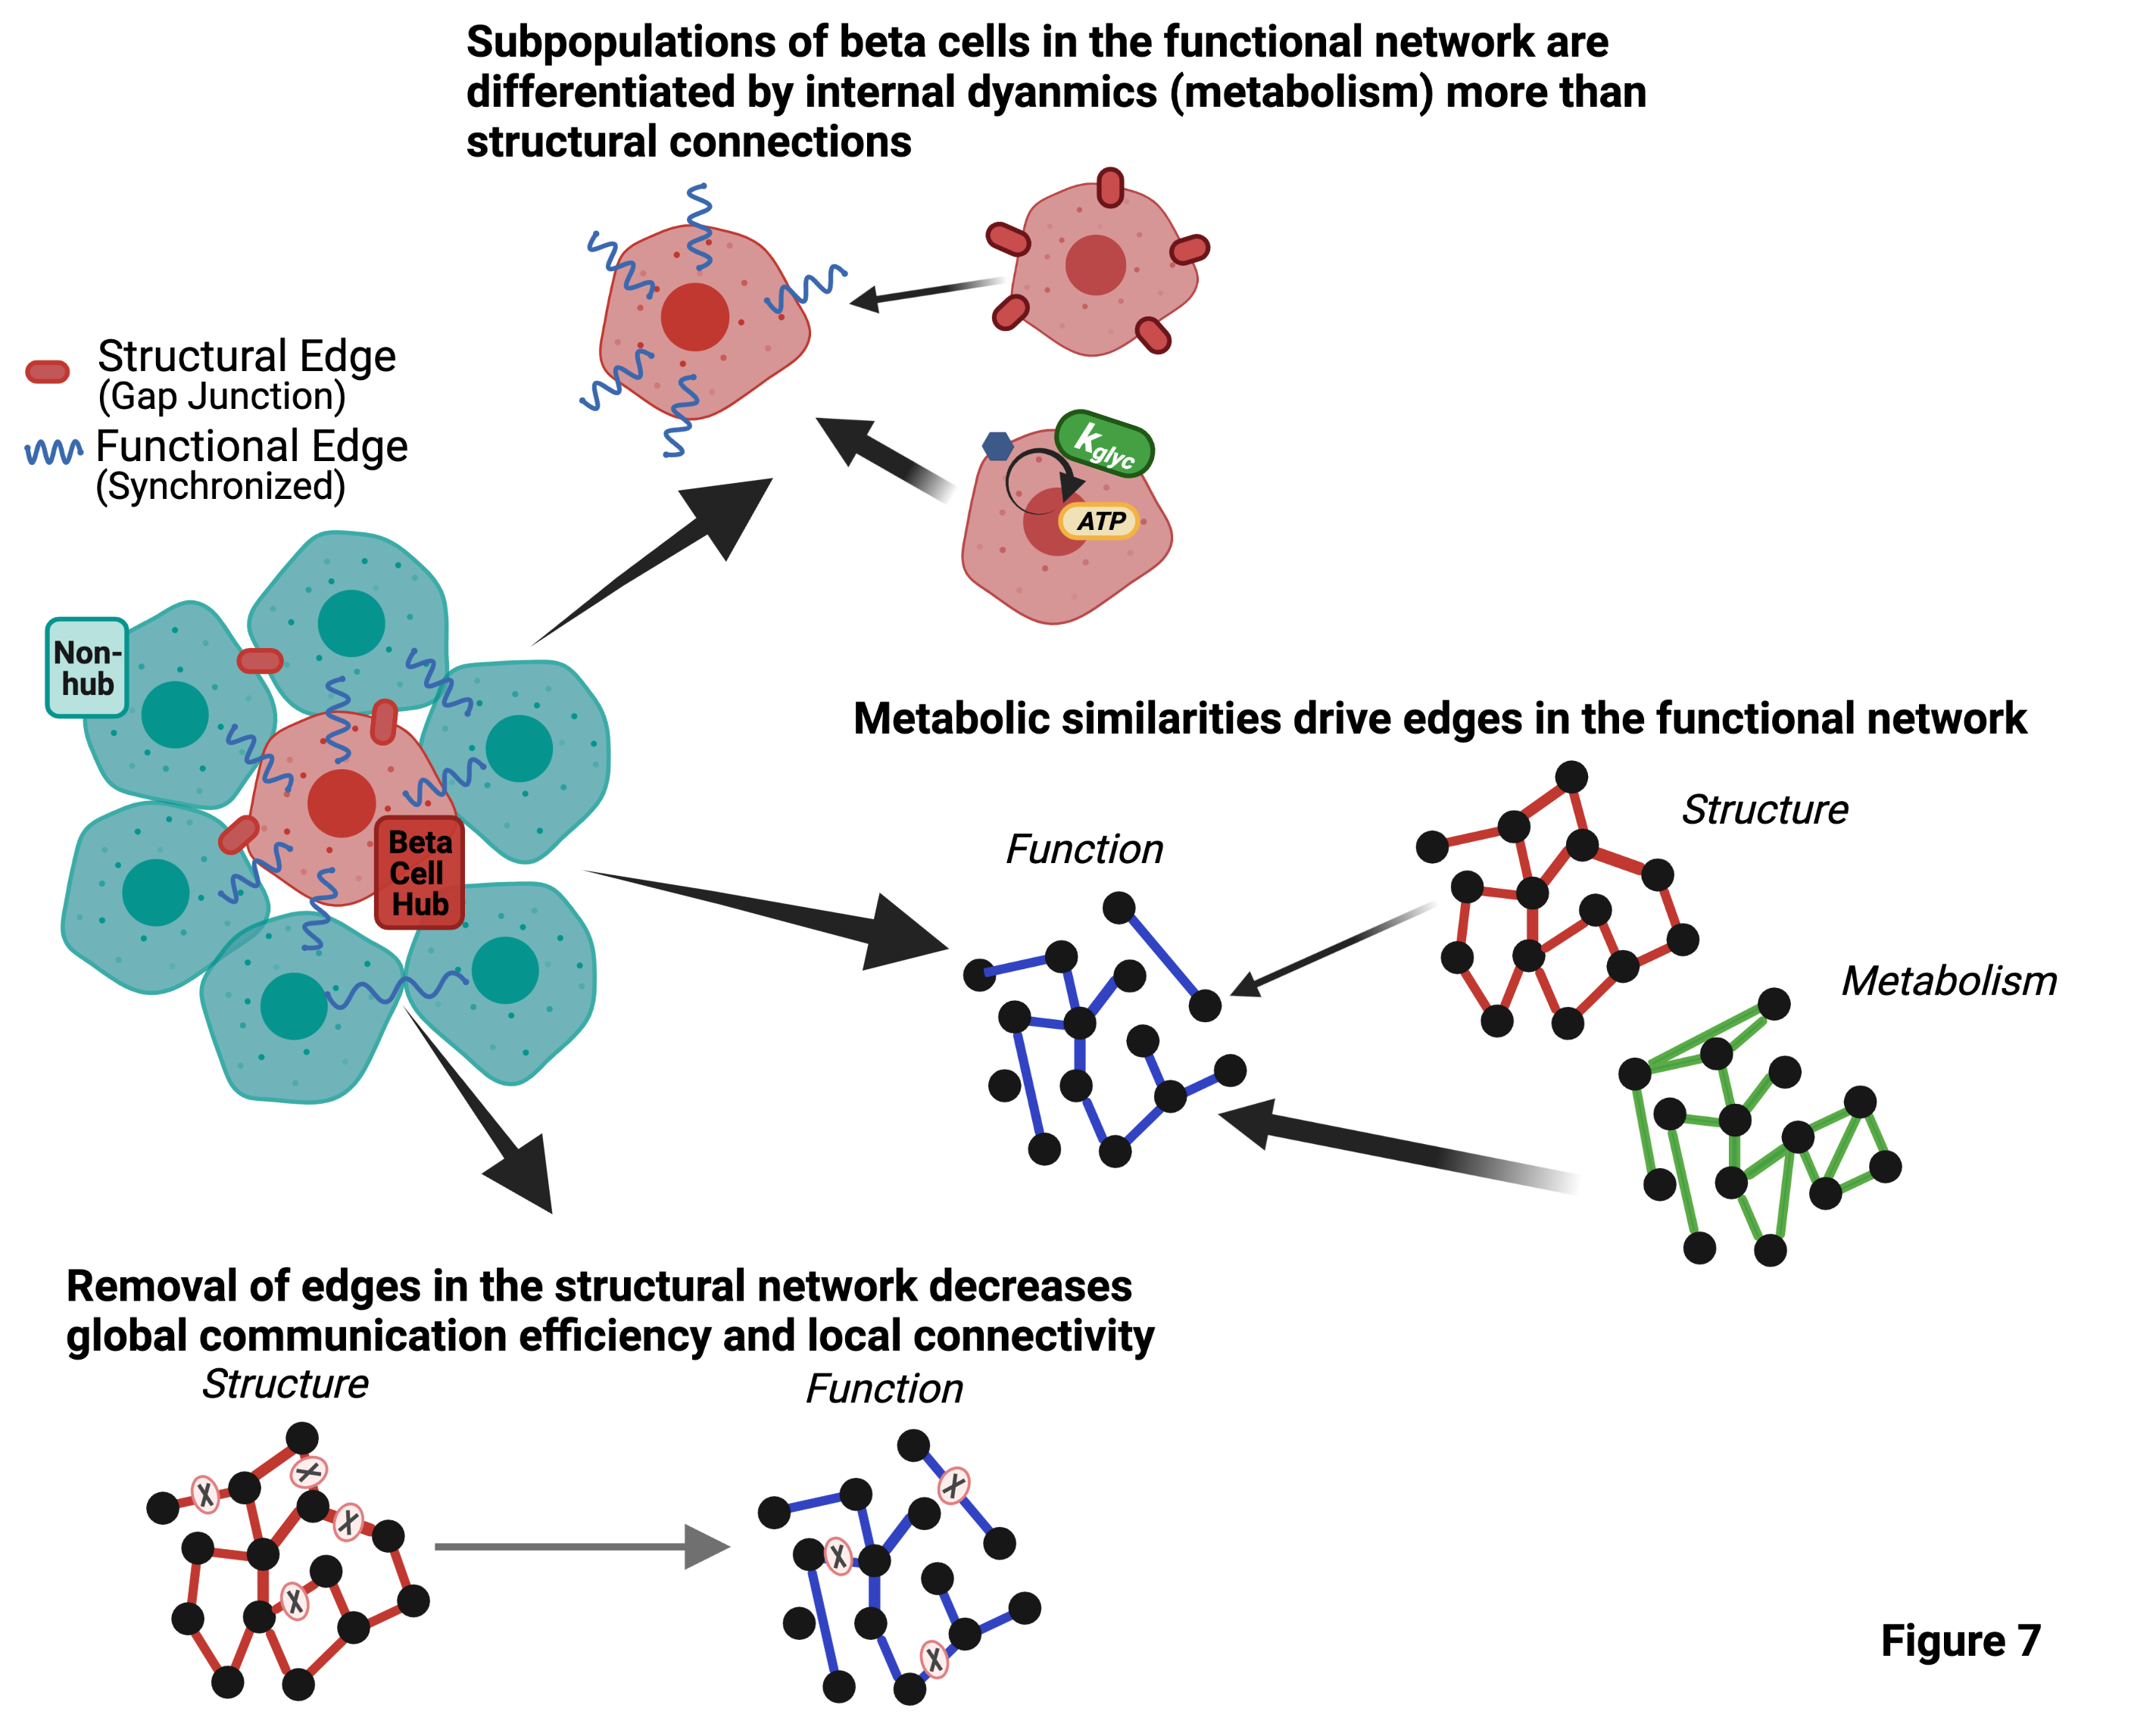 Subpopulations of beta cells in the functional network are
differentiated by internal dyanmics (metabolism) more than
structural connections
Structural Edge
(Gap Junction)
Functional Edge
(Synchronized)
kglyc
ATP
Non-
hub
Beta
Cell
Hub
Metabolic similarities drive edges in the functional network
Structure
Function
Metabolism
Removal of edges in the structural network decreases
global communication efficiency and local connectivity
Structure
Function
X
X
X
X
X
X
X
Figure 7